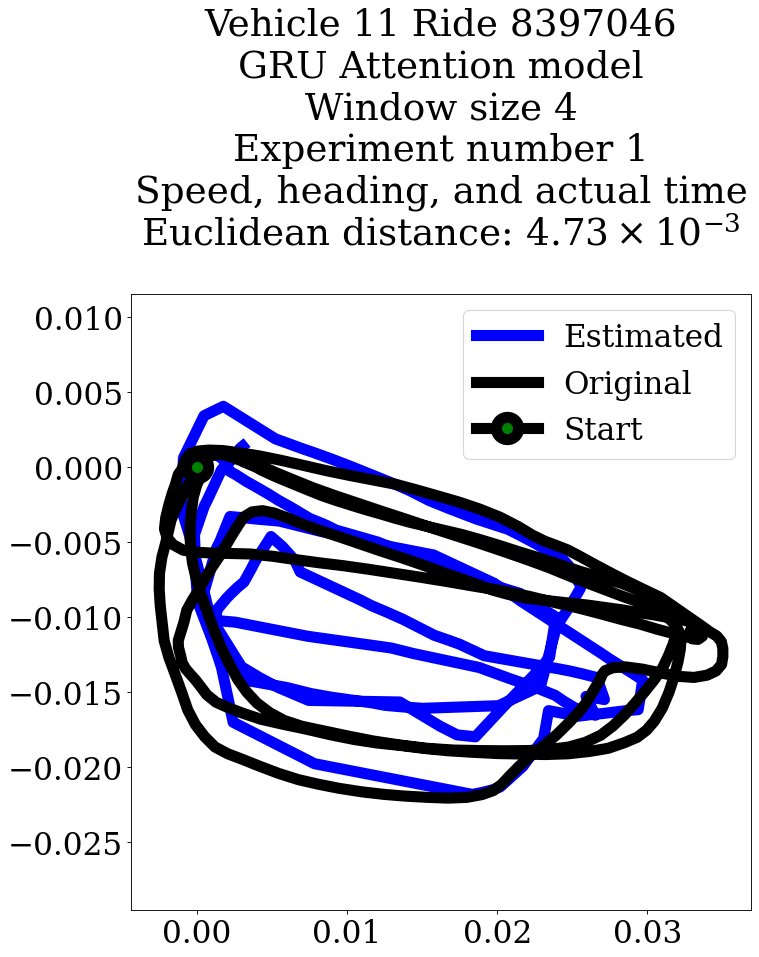 Vehicle 11 Ride 8397046
GRU Attention model
Window size 4
Experiment number 1
Speed, heading, and actual time
Euclidean distance: 4.73 × 10⁻³
Estimated
Original
Start
0.010
0.005
0.000
−0.005
−0.010
−0.015
−0.020
−0.025
0.00 0.01 0.02 0.03